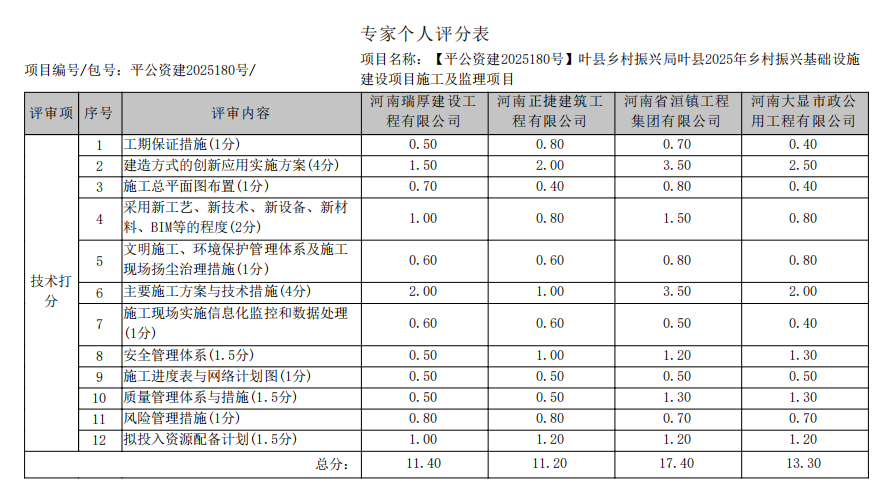 专家个人评分表
项目编号/包号：平公资建2025180号/
项目名称：【平公资建2025180号】叶县乡村振兴局叶县2025年乡村振兴基础设施
建设项目施工及监理项目
评审项 序号 评审内容 河南瑞厚建设工 河南正捷建筑工 河南省洹镇工程 河南大显市政公
程有限公司 程有限公司 集团有限公司 用工程有限公司
1 工期保证措施(1分) 0.50 0.80 0.70 0.40
2 建造方式的创新应用实施方案(4分) 1.50 2.00 3.50 2.50
3 施工总平面图布置(1分) 0.70 0.40 0.80 0.40
4 采用新工艺、新技术、新设备、新材
料、BIM等的程度(2分) 1.00 0.80 1.50 0.80
5 文明施工、环境保护管理体系及施工
现场扬尘治理措施(1分) 0.60 0.60 0.80 0.80
技术打
分
6 主要施工方案与技术措施(4分) 2.00 1.00 3.50 2.00
7 施工现场实施信息化监控和数据处理
(1分) 0.60 0.60 0.50 0.40
8 安全管理体系(1.5分) 0.50 1.00 1.20 1.30
9 施工进度表与网络计划图(1分) 0.50 0.50 0.50 0.50
10 质量管理体系与措施(1.5分) 0.50 0.50 1.30 1.30
11 风险管理措施(1分) 0.80 0.80 0.70 0.70
12 拟投入资源配备计划(1.5分) 1.00 1.20 1.20 1.20
总分： 11.40 11.20 17.40 13.30